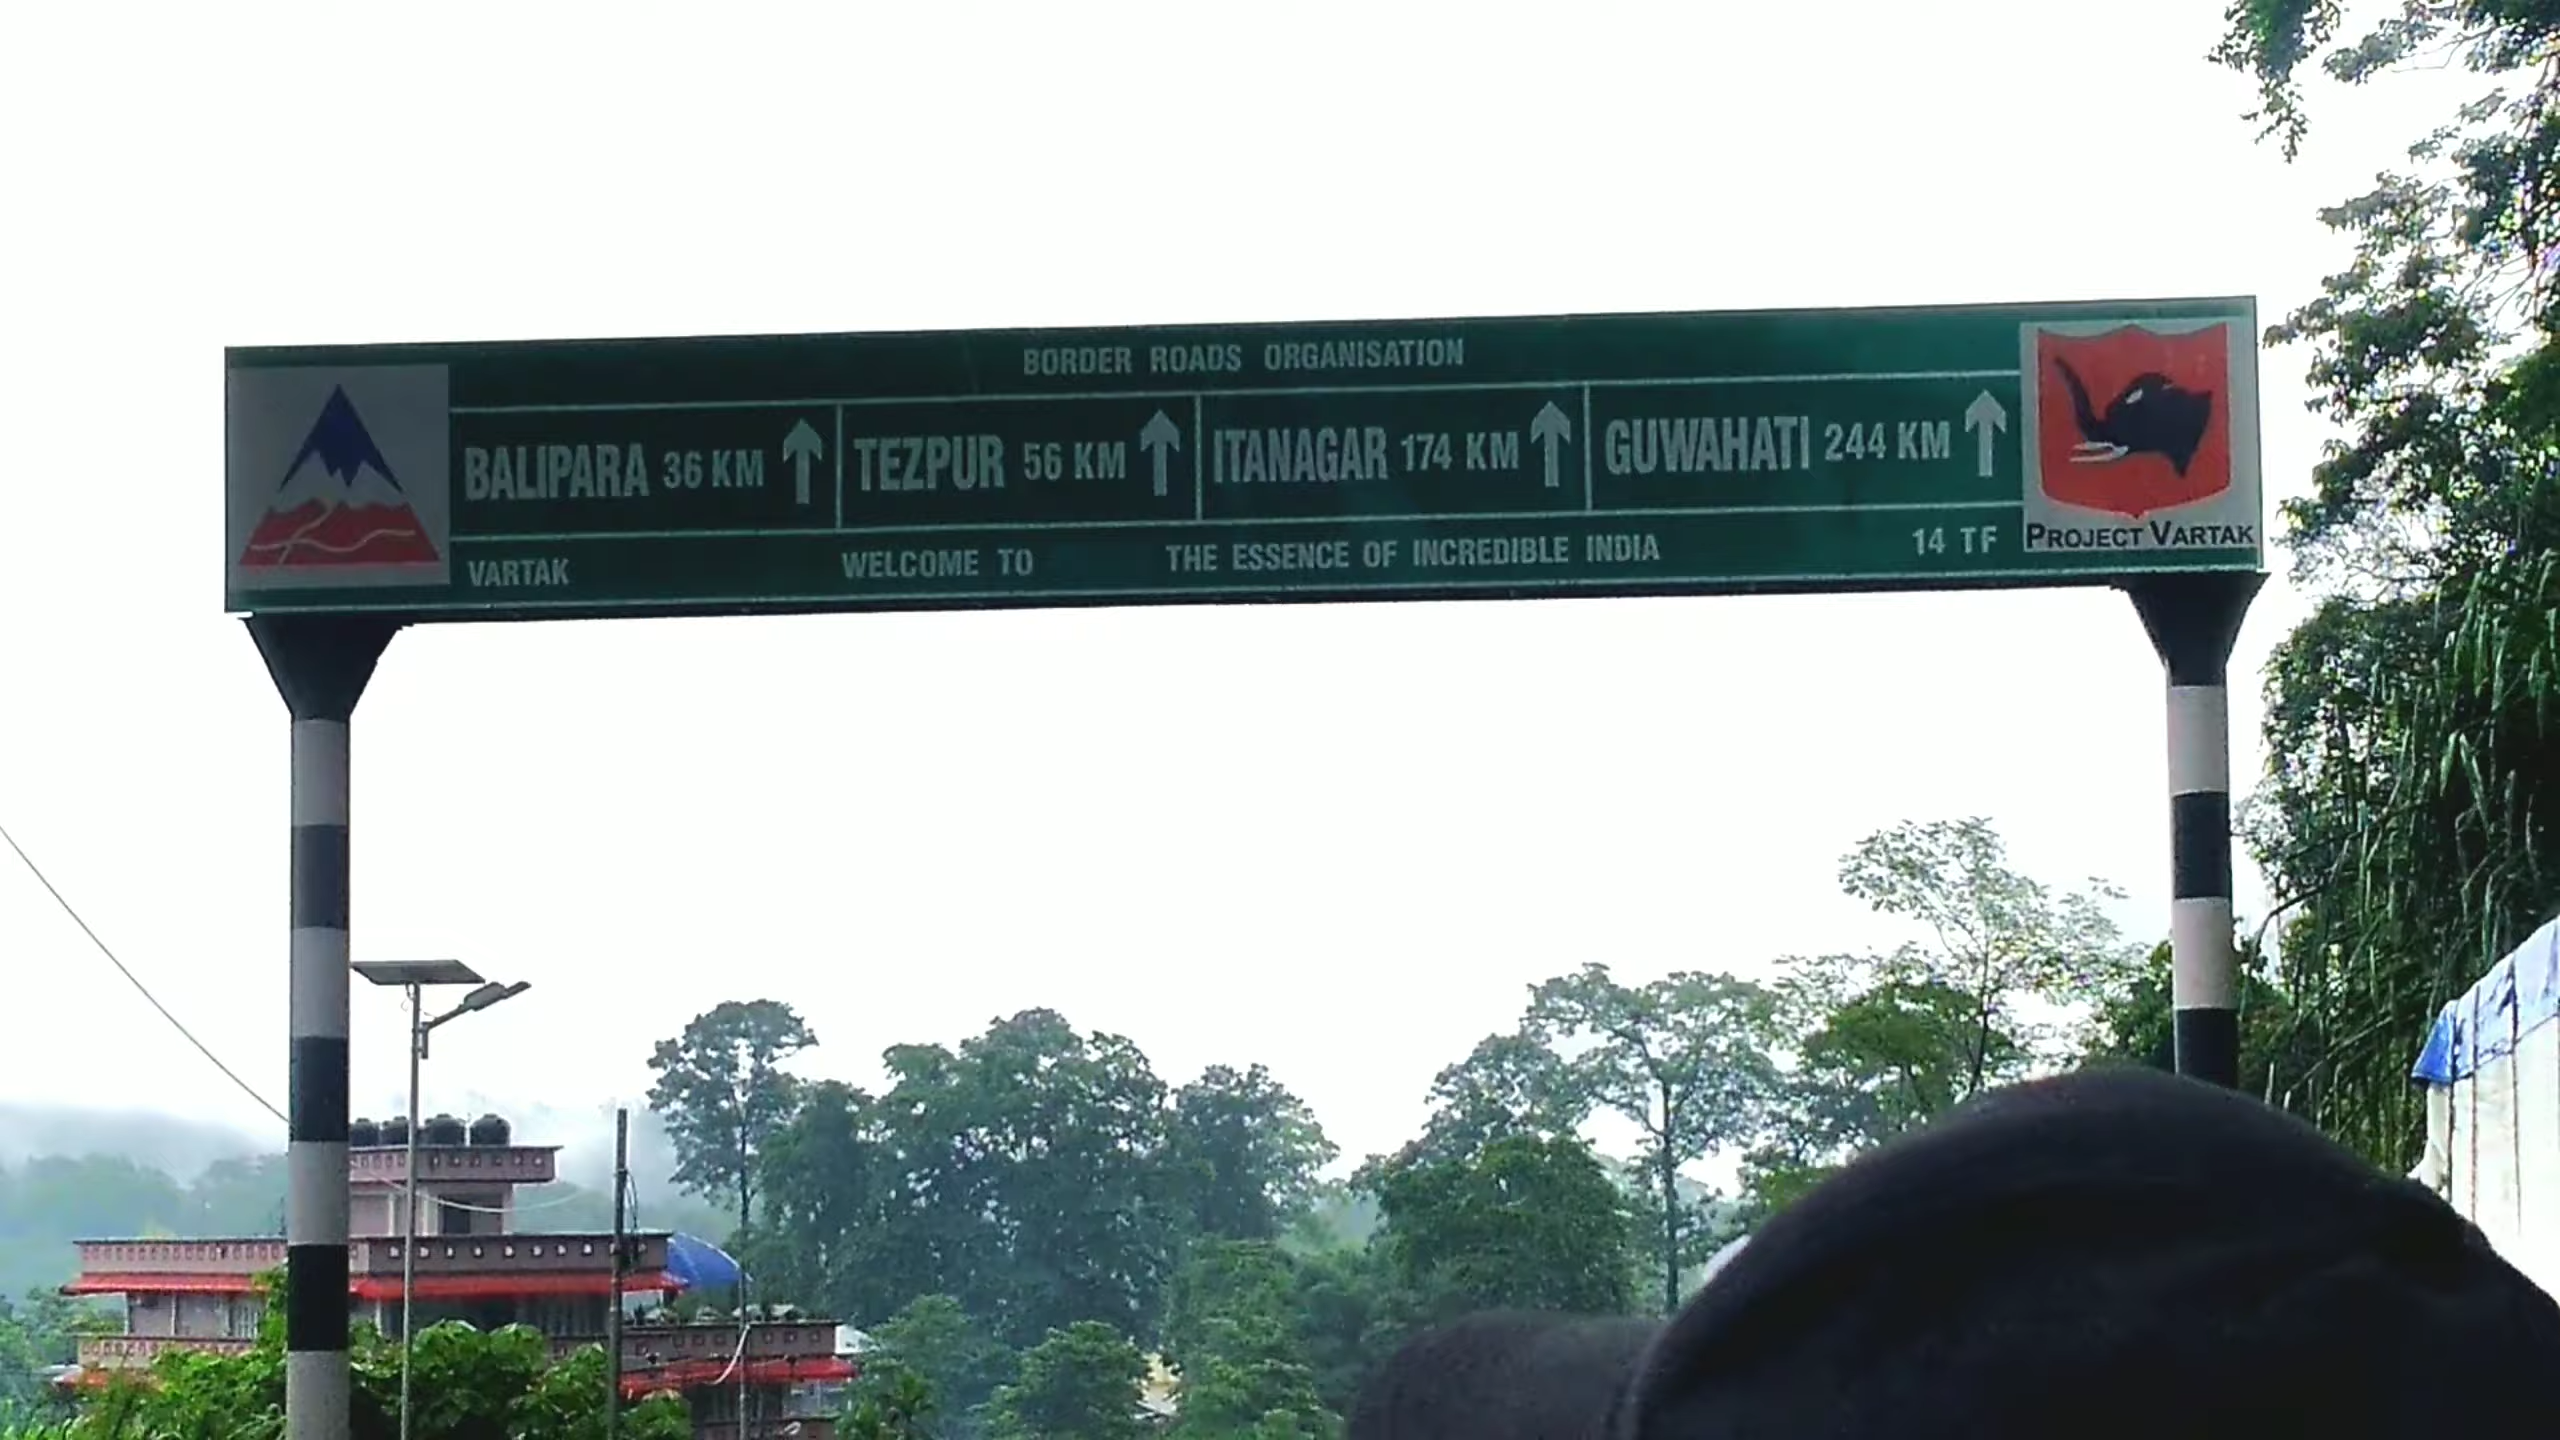 BORDER ROADS ORGANISATION
BALIPARA 36 KM ↑ TEZPUR 56 KM ↑ ITANAGAR 174 KM ↑ GUWAHATI 244 KM ↑
VARTAK WELCOME TO THE ESSENCE OF INCREDIBLE INDIA 14 TF
PROJECT VARTAK